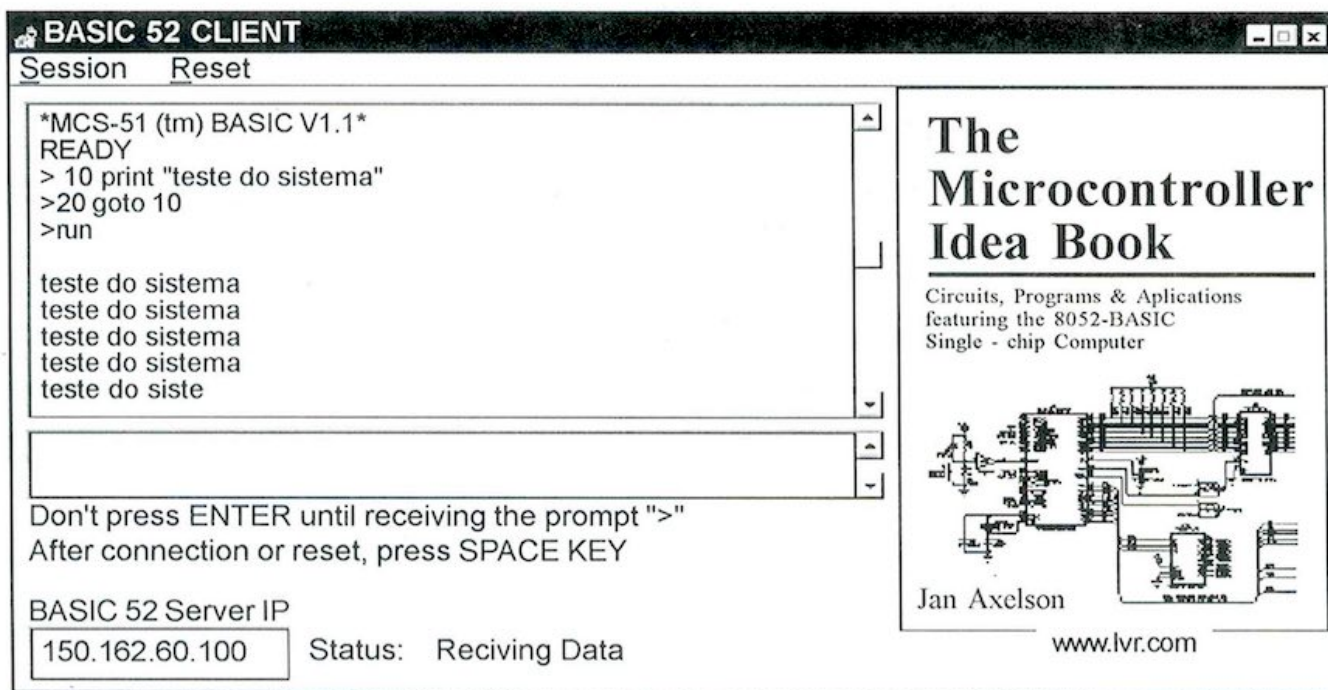 BASIC 52 CLIENT
Session Reset
*MCS-51 (tm) BASIC V1.1*
READY
> 10 print "teste do sistema"
>20 goto 10
>run
teste do sistema
teste do sistema
teste do sistema
teste do sistema
teste do siste
Don't press ENTER until receiving the prompt ">"
After connection or reset, press SPACE KEY
BASIC 52 Server IP
150.162.60.100 Status: Reciving Data
The
Microcontroller
Idea Book
Circuits, Programs & Aplications
featuring the 8052-BASIC
Single - chip Computer
Jan Axelson
www.lvr.com